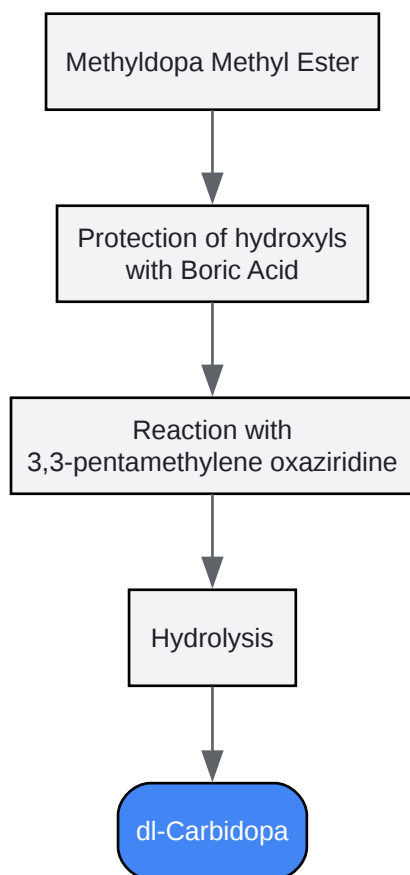 Methyldopa Methyl Ester
Protection of hydroxyls
with Boric Acid
Reaction with
3,3-pentamethylene oxaziridine
Hydrolysis
dl-Carbidopa